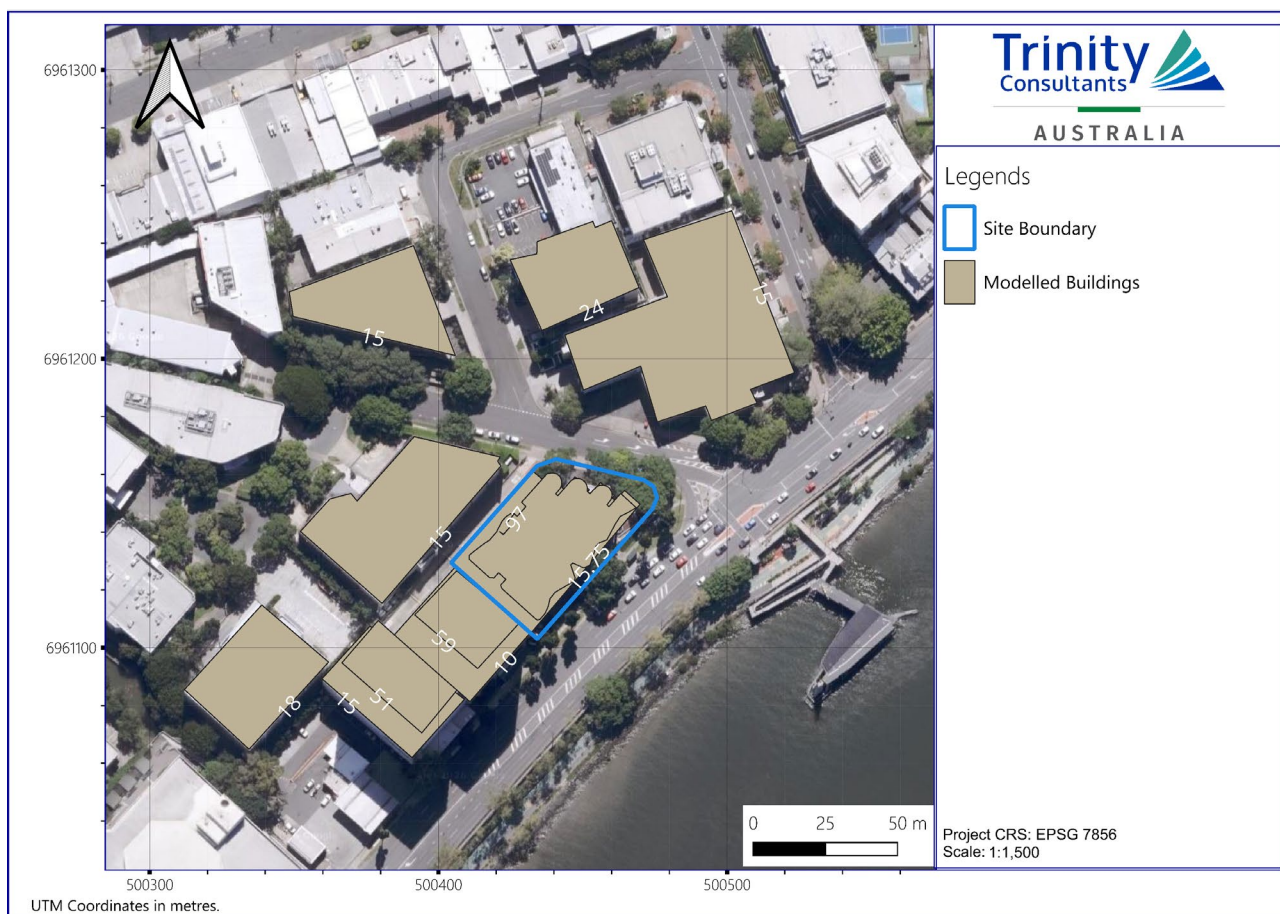 Trinity
Consultants
AUSTRALIA
Legends
Site Boundary
Modelled Buildings
6961300
6961200
6961100
15
24
15
15
97
15.75
59
10
51
15
18
0 25 50 m
500300 500400 500500
UTM Coordinates in metres.
Project CRS: EPSG 7856
Scale: 1:1,500